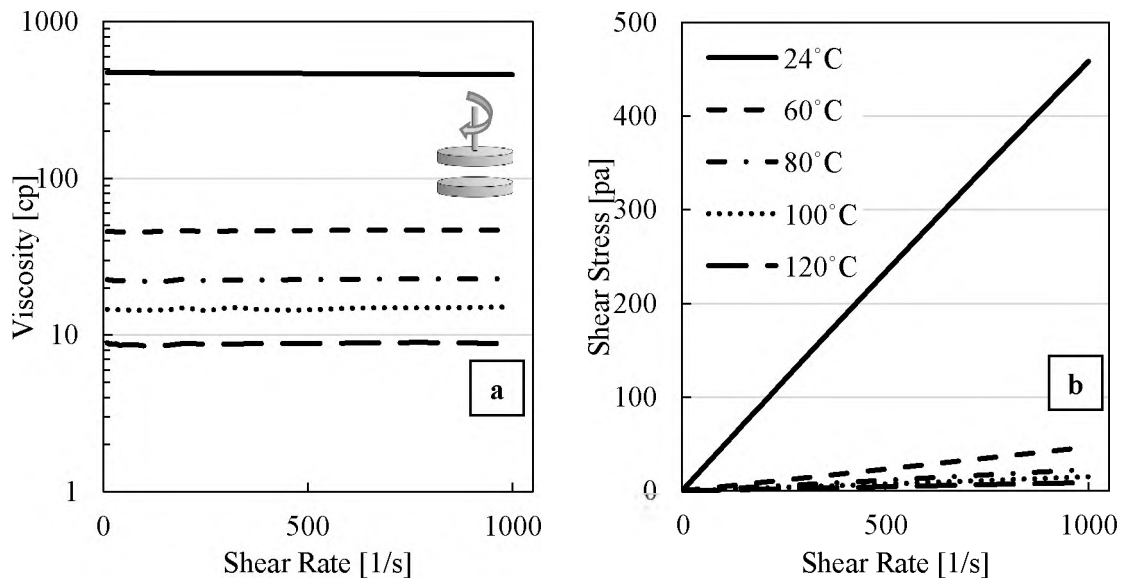 1000
100
10
1
Viscosity [cp]
0
500
1000
Shear Rate [1/s]
a
500
400
300
200
100
0
Shear Stress [pa]
24°C
60°C
80°C
100°C
120°C
b
0
500
1000
Shear Rate [1/s]